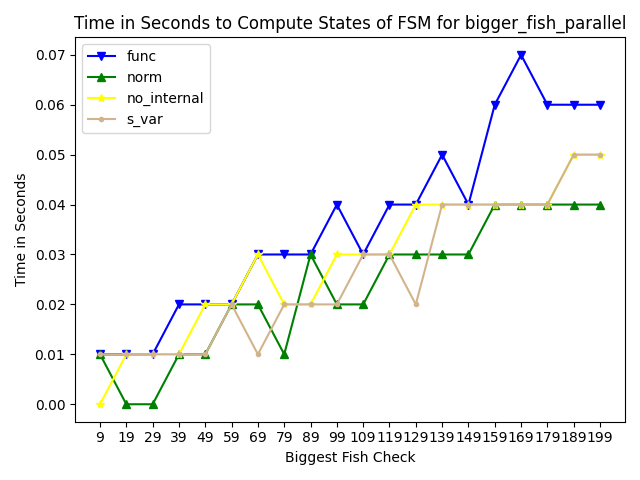 Time in Seconds to Compute States of FSM for bigger_fish_parallel
func
norm
no_internal
s_var
0.07
0.06
0.05
0.04
0.03
0.02
0.01
0.00
Time in Seconds
9 19 29 39 49 59 69 79 89 99 109 119 129 139 149 159 169 179 189 199
Biggest Fish Check